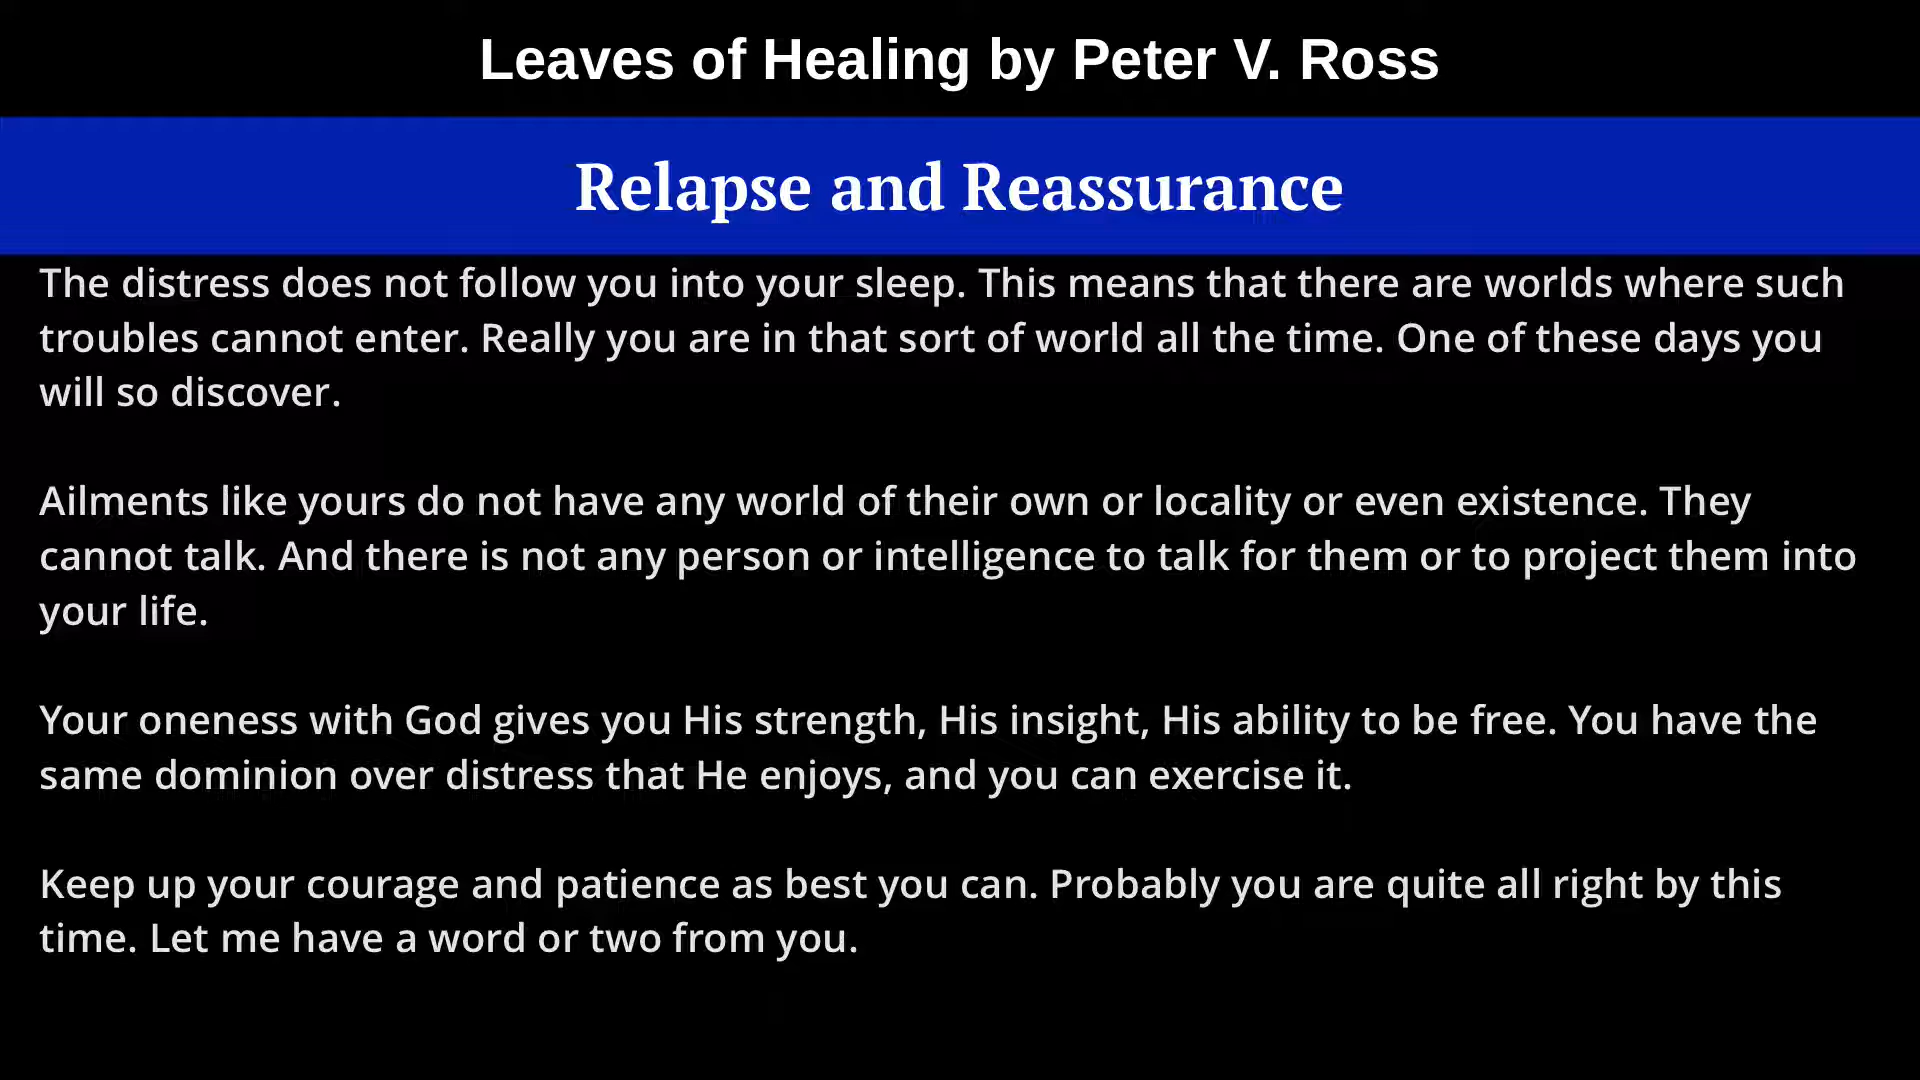 Leaves of Healing by Peter V. Ross
Relapse and Reassurance
The distress does not follow you into your sleep. This means that there are worlds where such
troubles cannot enter. Really you are in that sort of world all the time. One of these days you
will so discover.
Ailments like yours do not have any world of their own or locality or even existence. They
cannot talk. And there is not any person or intelligence to talk for them or to project them into
your life.
Your oneness with God gives you His strength, His insight, His ability to be free. You have the
same dominion over distress that He enjoys, and you can exercise it.
Keep up your courage and patience as best you can. Probably you are quite all right by this
time. Let me have a word or two from you.